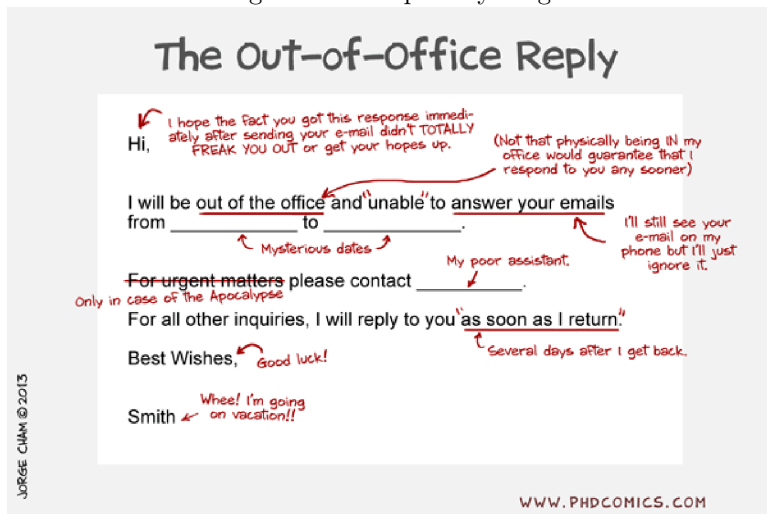 The Out-of-Office Reply
I hope the fact you got this response immedi-
ately after sending your e-mail didn't TOTALLY
FREAK YOU OUT or get your hopes up.
Hi,
(Not that physically being IN my
office would guarantee that I
respond to you any sooner)
I will be out of the office and "unable" to answer your emails
from ____________ to ____________.
Mysterious dates
I'll still see your
e-mail on my
phone but I'll just
ignore it.
My poor assistant.
For urgent matters please contact __________.
Only in case of the Apocalypse
For all other inquiries, I will reply to you "as soon as I return."
Several days after I get back.
Best Wishes,
Good luck!
Whee! I'm going
on vacation!!
Smith
JORGE CHAM © 2013
WWW.PHDCOMICS.COM